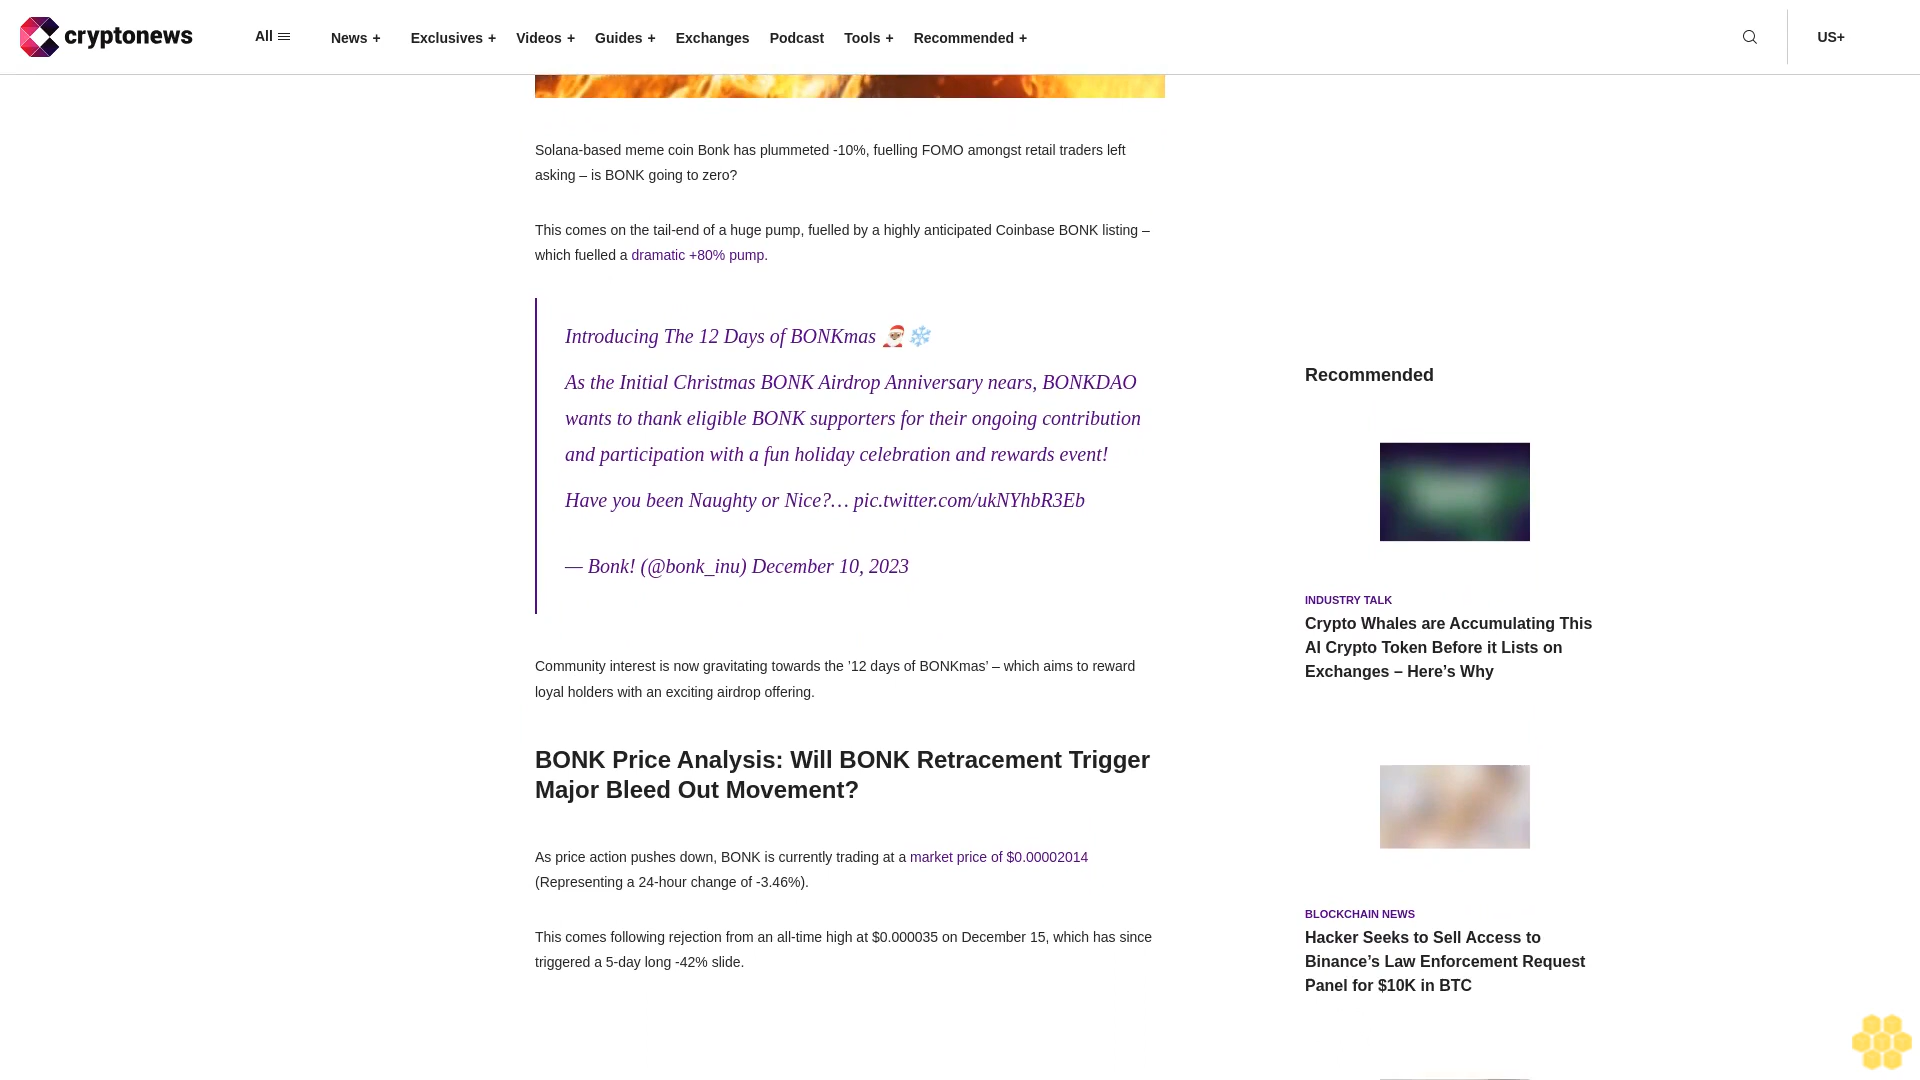 cryptonews
All
News +
Exclusives +
Videos +
Guides +
Exchanges
Podcast
Tools +
Recommended +
US+
Solana-based meme coin Bonk has plummeted -10%, fuelling FOMO amongst retail traders left
asking – is BONK going to zero?
This comes on the tail-end of a huge pump, fuelled by a highly anticipated Coinbase BONK listing –
which fuelled a dramatic +80% pump.
Introducing The 12 Days of BONKmas 🎅🏼❄️
As the Initial Christmas BONK Airdrop Anniversary nears, BONKDAO
wants to thank eligible BONK supporters for their ongoing contribution
and participation with a fun holiday celebration and rewards event!
Have you been Naughty or Nice?… pic.twitter.com/ukNYhbR3Eb
— Bonk! (@bonk_inu) December 10, 2023
Community interest is now gravitating towards the ’12 days of BONKmas’ – which aims to reward
loyal holders with an exciting airdrop offering.
BONK Price Analysis: Will BONK Retracement Trigger
Major Bleed Out Movement?
As price action pushes down, BONK is currently trading at a market price of $0.00002014
(Representing a 24-hour change of -3.46%).
This comes following rejection from an all-time high at $0.000035 on December 15, which has since
triggered a 5-day long -42% slide.
Recommended
INDUSTRY TALK
Crypto Whales are Accumulating This
AI Crypto Token Before it Lists on
Exchanges – Here’s Why
BLOCKCHAIN NEWS
Hacker Seeks to Sell Access to
Binance’s Law Enforcement Request
Panel for $10K in BTC